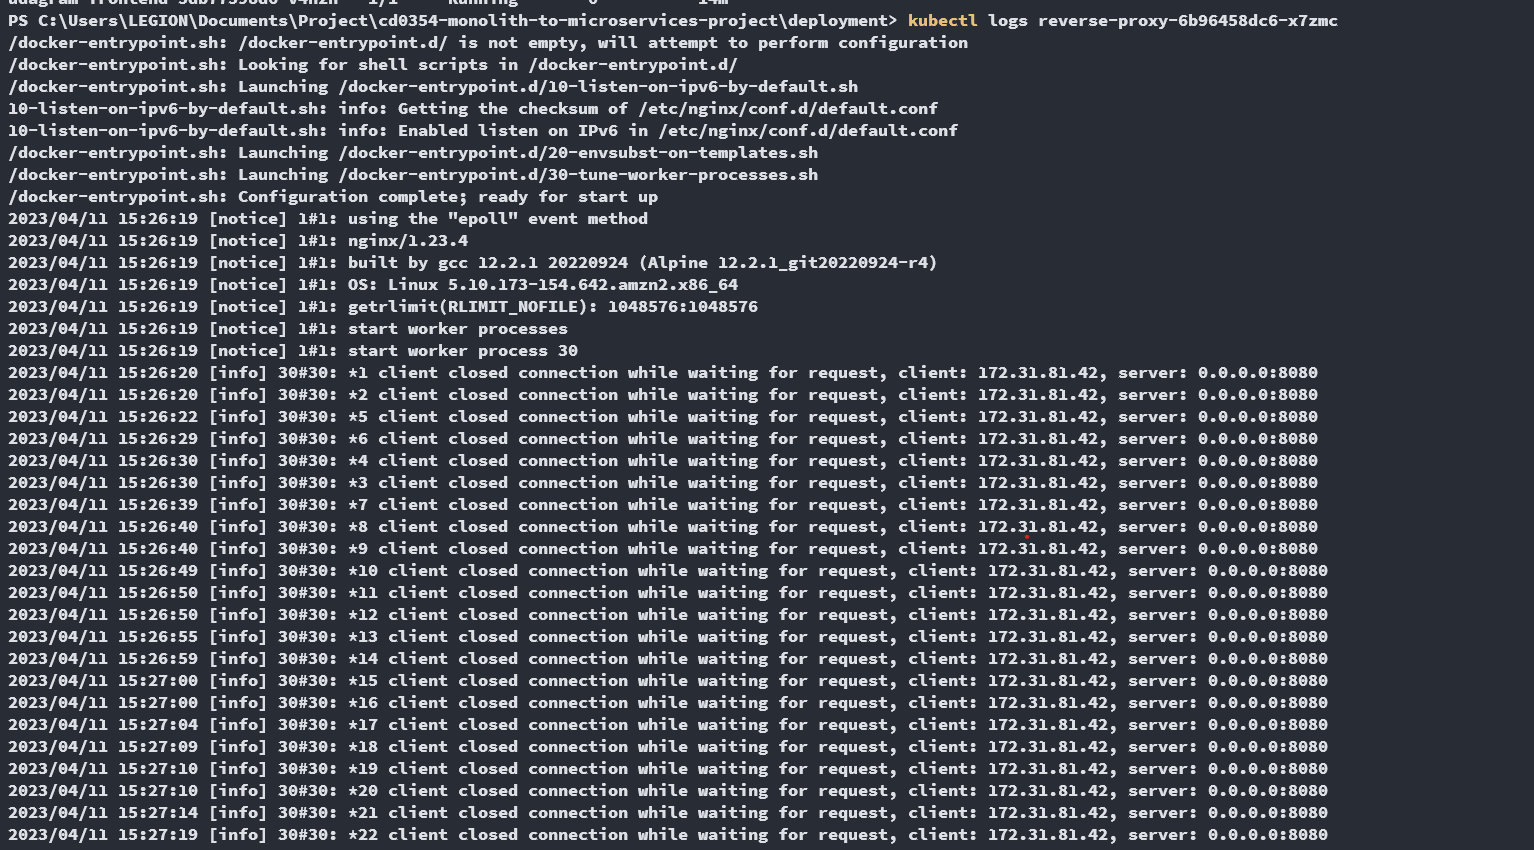 PS C:\Users\LEGION\Documents\Project\cd0354-monolith-to-microservices-project\deployment> kubectl logs reverse-proxy-6b96458dc6-x7zmc
/docker-entrypoint.sh: /docker-entrypoint.d/ is not empty, will attempt to perform configuration
/docker-entrypoint.sh: Looking for shell scripts in /docker-entrypoint.d/
/docker-entrypoint.sh: Launching /docker-entrypoint.d/10-listen-on-ipv6-by-default.sh
10-listen-on-ipv6-by-default.sh: info: Getting the checksum of /etc/nginx/conf.d/default.conf
10-listen-on-ipv6-by-default.sh: info: Enabled listen on IPv6 in /etc/nginx/conf.d/default.conf
/docker-entrypoint.sh: Launching /docker-entrypoint.d/20-envsubst-on-templates.sh
/docker-entrypoint.sh: Launching /docker-entrypoint.d/30-tune-worker-processes.sh
/docker-entrypoint.sh: Configuration complete; ready for start up
2023/04/11 15:26:19 [notice] 1#1: using the "epoll" event method
2023/04/11 15:26:19 [notice] 1#1: nginx/1.23.4
2023/04/11 15:26:19 [notice] 1#1: built by gcc 12.2.1 20220924 (Alpine 12.2.1_git20220924-r4)
2023/04/11 15:26:19 [notice] 1#1: OS: Linux 5.10.173-154.642.amzn2.x86_64
2023/04/11 15:26:19 [notice] 1#1: getrlimit(RLIMIT_NOFILE): 1048576:1048576
2023/04/11 15:26:19 [notice] 1#1: start worker processes
2023/04/11 15:26:19 [notice] 1#1: start worker process 30
2023/04/11 15:26:20 [info] 30#30: *1 client closed connection while waiting for request, client: 172.31.81.42, server: 0.0.0.0:8080
2023/04/11 15:26:20 [info] 30#30: *2 client closed connection while waiting for request, client: 172.31.81.42, server: 0.0.0.0:8080
2023/04/11 15:26:22 [info] 30#30: *5 client closed connection while waiting for request, client: 172.31.81.42, server: 0.0.0.0:8080
2023/04/11 15:26:29 [info] 30#30: *6 client closed connection while waiting for request, client: 172.31.81.42, server: 0.0.0.0:8080
2023/04/11 15:26:30 [info] 30#30: *4 client closed connection while waiting for request, client: 172.31.81.42, server: 0.0.0.0:8080
2023/04/11 15:26:30 [info] 30#30: *3 client closed connection while waiting for request, client: 172.31.81.42, server: 0.0.0.0:8080
2023/04/11 15:26:39 [info] 30#30: *7 client closed connection while waiting for request, client: 172.31.81.42, server: 0.0.0.0:8080
2023/04/11 15:26:40 [info] 30#30: *8 client closed connection while waiting for request, client: 172.31.81.42, server: 0.0.0.0:8080
2023/04/11 15:26:40 [info] 30#30: *9 client closed connection while waiting for request, client: 172.31.81.42, server: 0.0.0.0:8080
2023/04/11 15:26:49 [info] 30#30: *10 client closed connection while waiting for request, client: 172.31.81.42, server: 0.0.0.0:8080
2023/04/11 15:26:50 [info] 30#30: *11 client closed connection while waiting for request, client: 172.31.81.42, server: 0.0.0.0:8080
2023/04/11 15:26:50 [info] 30#30: *12 client closed connection while waiting for request, client: 172.31.81.42, server: 0.0.0.0:8080
2023/04/11 15:26:55 [info] 30#30: *13 client closed connection while waiting for request, client: 172.31.81.42, server: 0.0.0.0:8080
2023/04/11 15:26:59 [info] 30#30: *14 client closed connection while waiting for request, client: 172.31.81.42, server: 0.0.0.0:8080
2023/04/11 15:27:00 [info] 30#30: *15 client closed connection while waiting for request, client: 172.31.81.42, server: 0.0.0.0:8080
2023/04/11 15:27:00 [info] 30#30: *16 client closed connection while waiting for request, client: 172.31.81.42, server: 0.0.0.0:8080
2023/04/11 15:27:04 [info] 30#30: *17 client closed connection while waiting for request, client: 172.31.81.42, server: 0.0.0.0:8080
2023/04/11 15:27:09 [info] 30#30: *18 client closed connection while waiting for request, client: 172.31.81.42, server: 0.0.0.0:8080
2023/04/11 15:27:10 [info] 30#30: *19 client closed connection while waiting for request, client: 172.31.81.42, server: 0.0.0.0:8080
2023/04/11 15:27:10 [info] 30#30: *20 client closed connection while waiting for request, client: 172.31.81.42, server: 0.0.0.0:8080
2023/04/11 15:27:14 [info] 30#30: *21 client closed connection while waiting for request, client: 172.31.81.42, server: 0.0.0.0:8080
2023/04/11 15:27:19 [info] 30#30: *22 client closed connection while waiting for request, client: 172.31.81.42, server: 0.0.0.0:8080